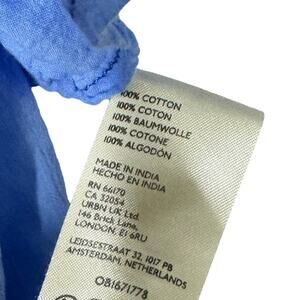 100% COTTON
100% COTON
100% BAUMWOLLE
100% COTONE
100% ALGODÓN
MADE IN INDIA
HECHO EN INDIA
RN 66170
CA 32054
URBN UK Ltd
146 Brick Lane,
LONDON, E1 6RU
LEIDSESTRAAT 32, 1017 PB
AMSTERDAM, NETHERLANDS
OB1671778